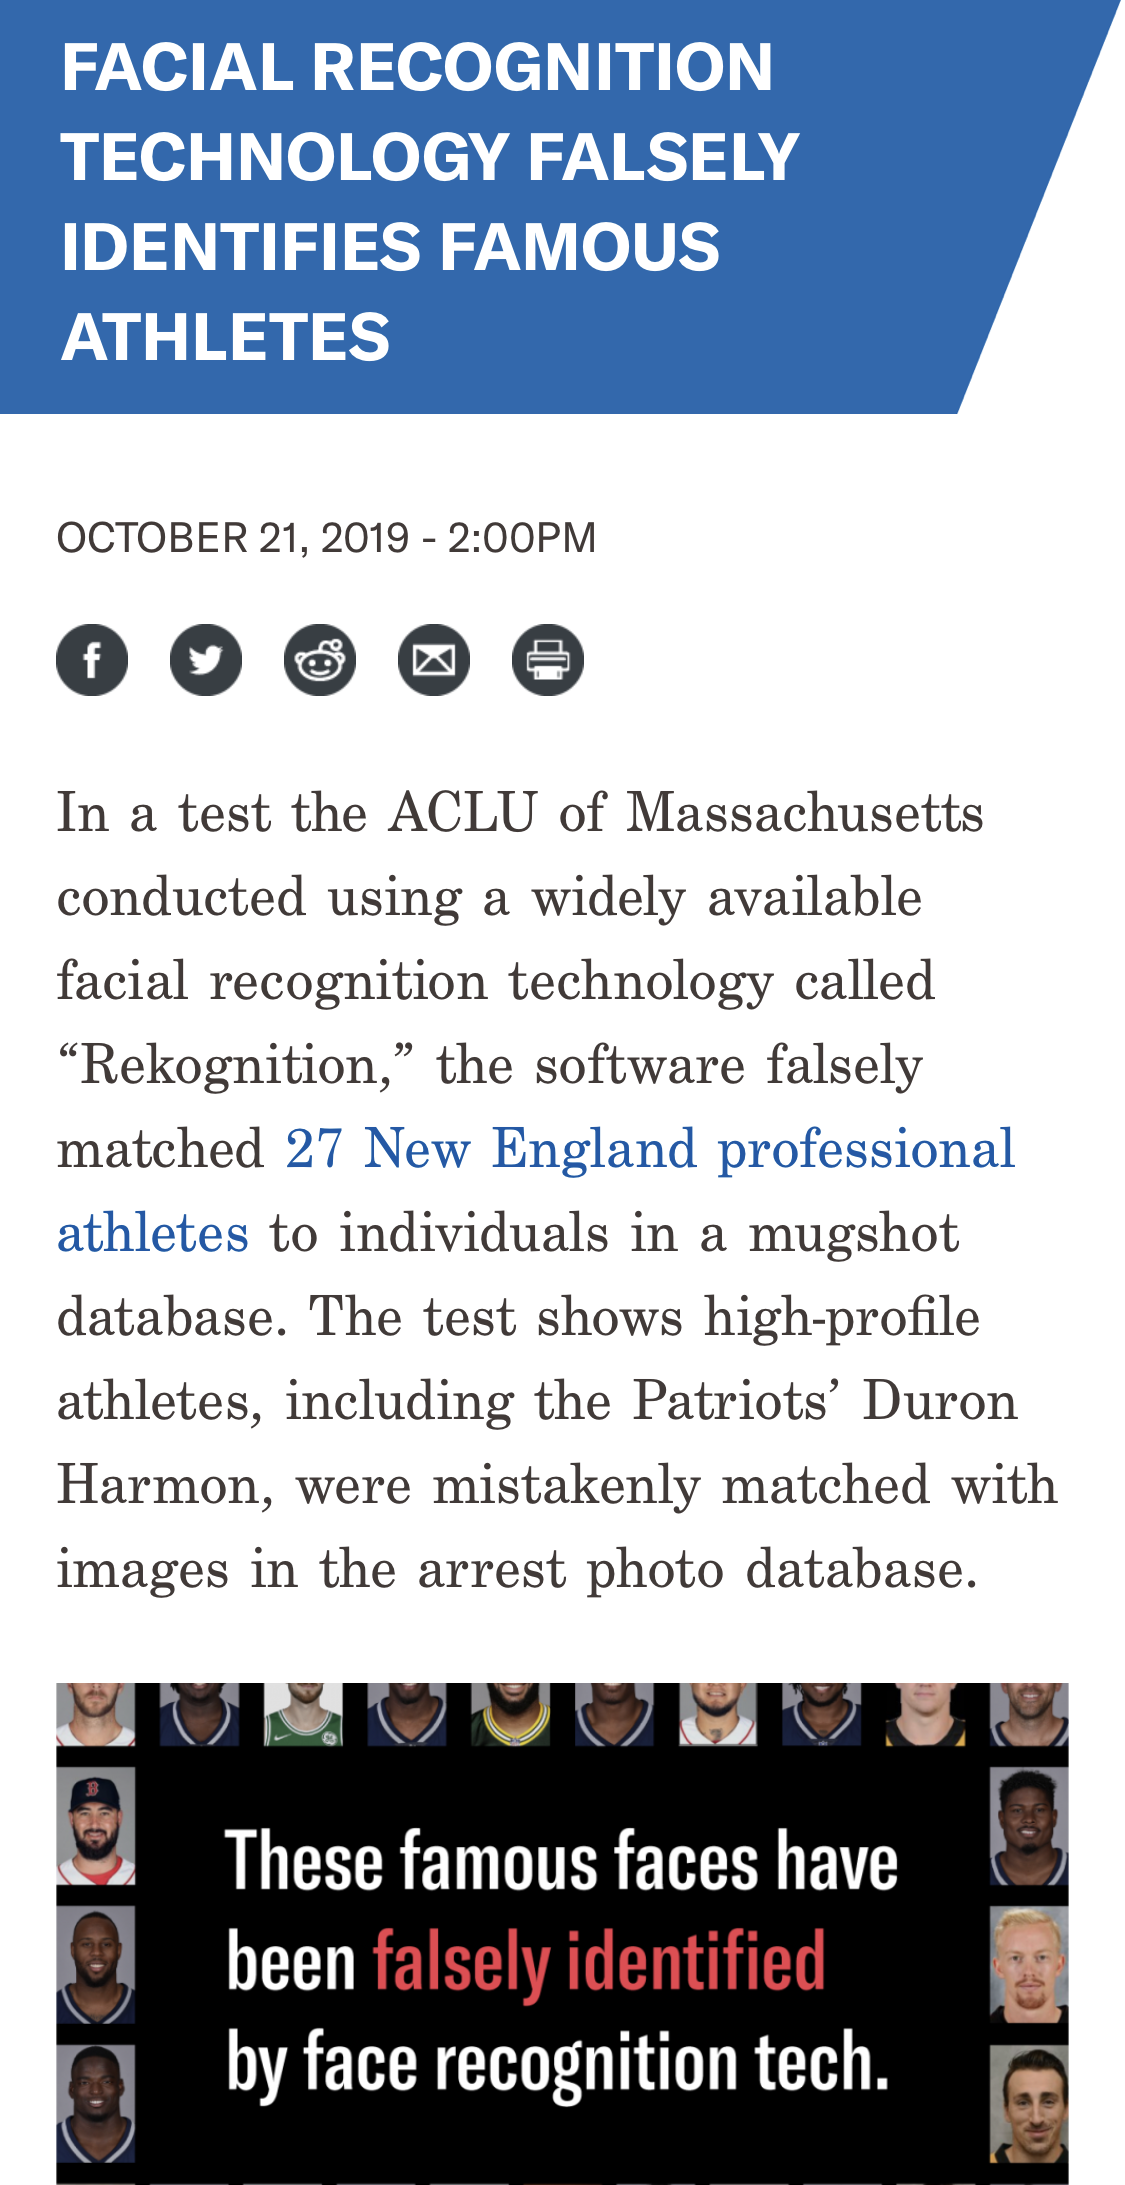 FACIAL RECOGNITION
TECHNOLOGY FALSELY
IDENTIFIES FAMOUS
ATHLETES
OCTOBER 21, 2019 - 2:00PM
In a test the ACLU of Massachusetts
conducted using a widely available
facial recognition technology called
“Rekognition,” the software falsely
matched 27 New England professional
athletes to individuals in a mugshot
database. The test shows high-profile
athletes, including the Patriots’ Duron
Harmon, were mistakenly matched with
images in the arrest photo database.
These famous faces have
been falsely identified
by face recognition tech.